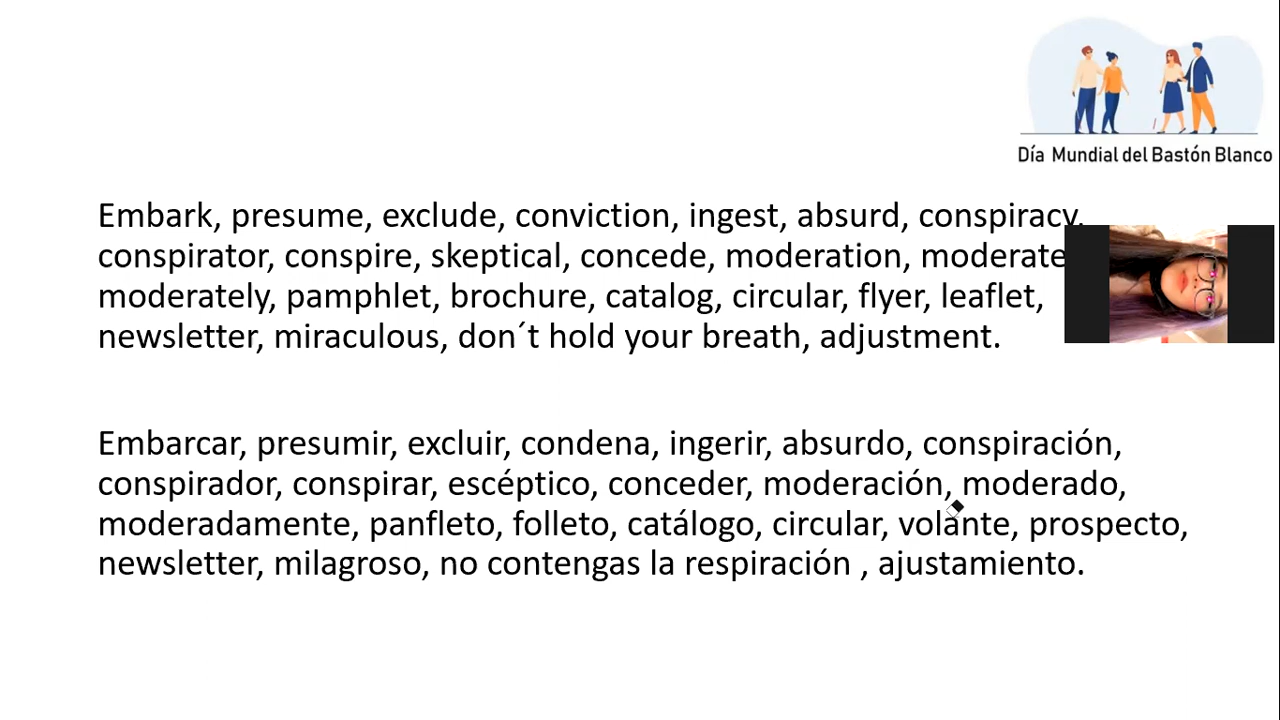 Día Mundial del Bastón Blanco
Embark, presume, exclude, conviction, ingest, absurd, conspiracy,
conspirator, conspire, skeptical, concede, moderation, moderate
moderately, pamphlet, brochure, catalog, circular, flyer, leaflet,
newsletter, miraculous, don´t hold your breath, adjustment.
Embarcar, presumir, excluir, condena, ingerir, absurdo, conspiración,
conspirador, conspirar, escéptico, conceder, moderación, moderado,
moderadamente, panfleto, folleto, catálogo, circular, volante, prospecto,
newsletter, milagroso, no contengas la respiración , ajustamiento.